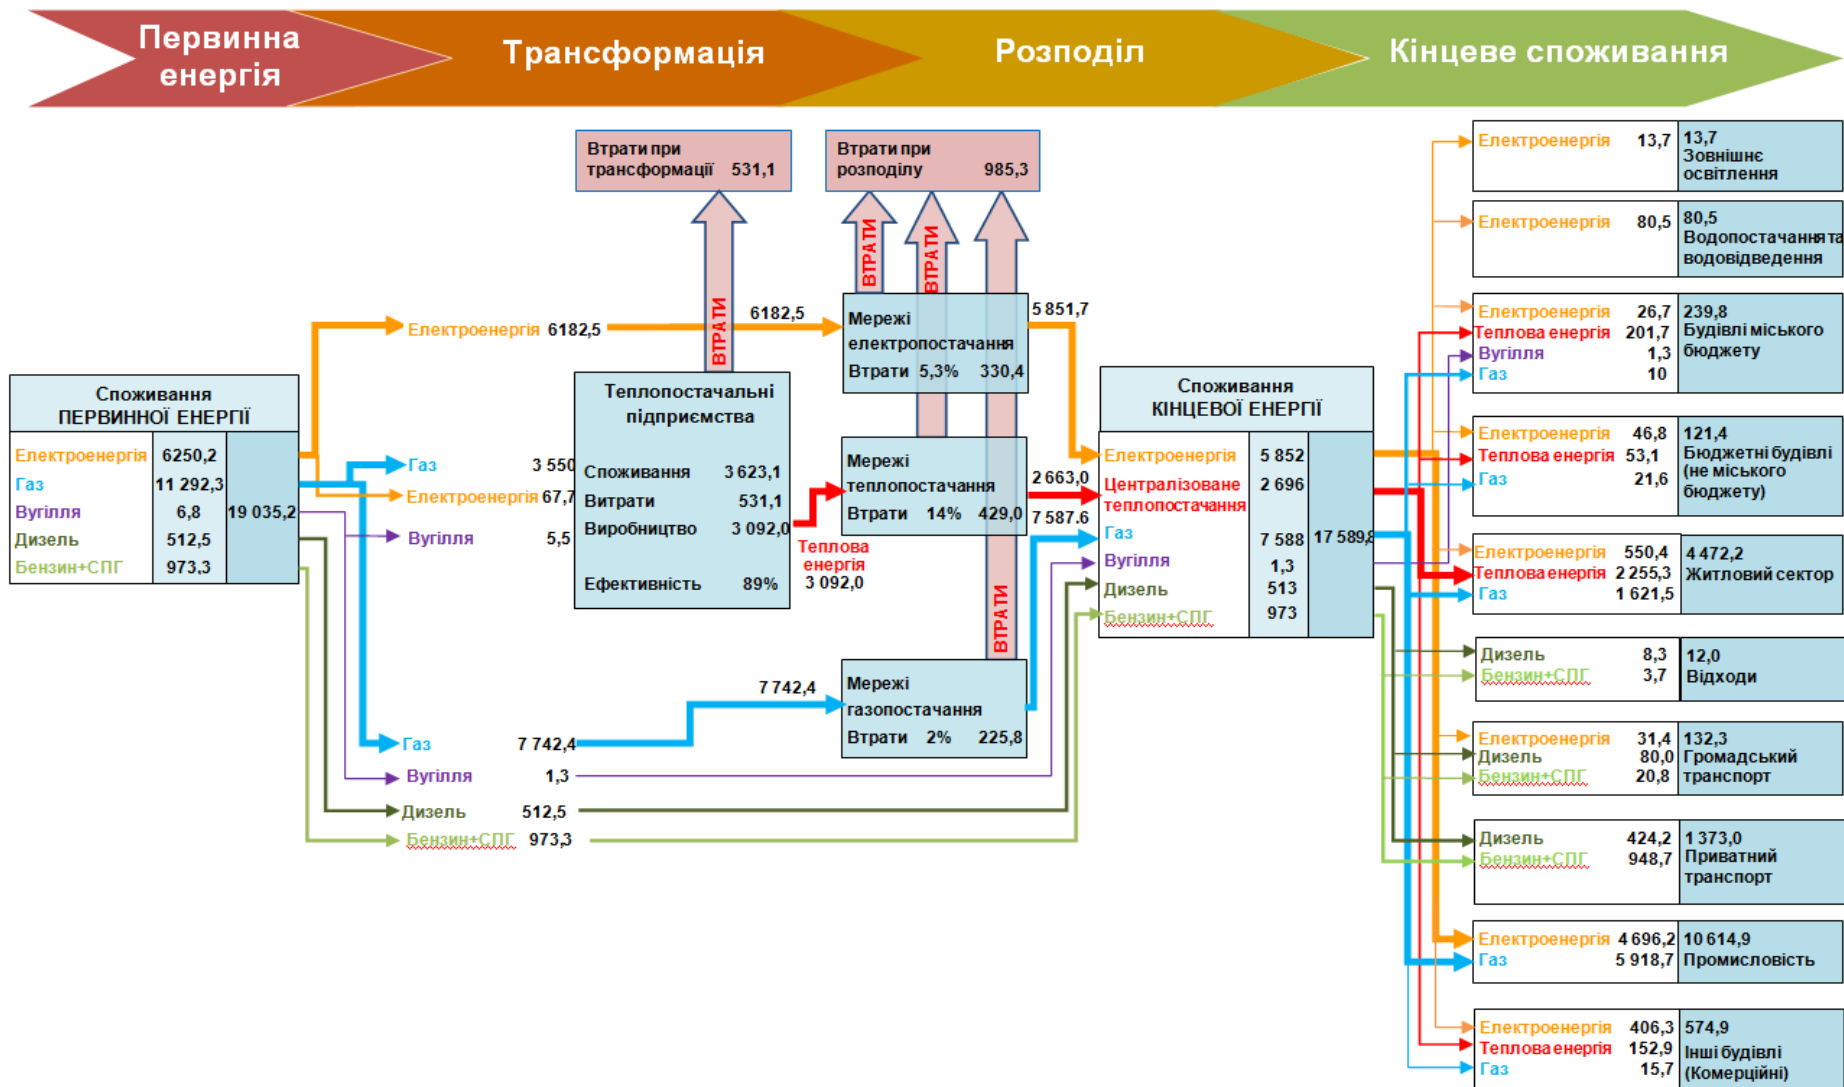 Первинна
енергія
Трансформація
Розподіл
Кінцеве споживання
Втрати при
трансформації 531,1
Втрати при
розподілу 985,3
ВТРАТИ
ВТРАТИ
ВТРАТИ
ВТРАТИ
Споживання
ПЕРВИННОЇ ЕНЕРГІЇ
Електроенергія 6250,2
Газ 11 292,3
Вугілля 6,8
Дизель 512,5
Бензин+СПГ 973,3
19 035,2
Електроенергія 6182,5
6182,5
Газ 3 550
Електроенергія 67,7
Вугілля 5,5
Теплопостачальні
підприємства
Споживання 3 623,1
Витрати 531,1
Виробництво 3 092,0
Ефективність 89%
Теплова
енергія
3 092,0
Газ 7 742,4
7 742,4
Вугілля 1,3
Дизель 512,5
Бензин+СПГ 973,3
Мережі
електропостачання
Втрати 5,3% 330,4
5 851,7
Мережі
теплопостачання
Втрати 14% 429,0
2 663,0
Мережі
газопостачання
Втрати 2% 225,8
7 587.6
Споживання
КІНЦЕВОЇ ЕНЕРГІЇ
Електроенергія 5 852
Централізоване 2 696
теплопостачання
Газ 7 588
Вугілля 1,3
Дизель 513
Бензин+СПГ 973
17 589,8
Електроенергія 13,7
13,7
Зовнішнє
освітлення
Електроенергія 80,5
80,5
Водопостачання та
водовідведення
Електроенергія 26,7
Теплова енергія 201,7
Вугілля 1,3
Газ 10
239,8
Будівлі міського
бюджету
Електроенергія 46,8
Теплова енергія 53,1
Газ 21,6
121,4
Бюджетні будівлі
(не міського
бюджету)
Електроенергія 550,4
Теплова енергія 2 255,3
Газ 1 621,5
4 472,2
Житловий сектор
Дизель 8,3
Бензин+СПГ 3,7
12,0
Відходи
Електроенергія 31,4
Дизель 80,0
Бензин+СПГ 20,8
132,3
Громадський
транспорт
Дизель 424,2
Бензин+СПГ 948,7
1 373,0
Приватний
транспорт
Електроенергія 4 696,2
Газ 5 918,7
10 614,9
Промисловість
Електроенергія 406,3
Теплова енергія 152,9
Газ 15,7
574,9
Інші будівлі
(Комерційні)